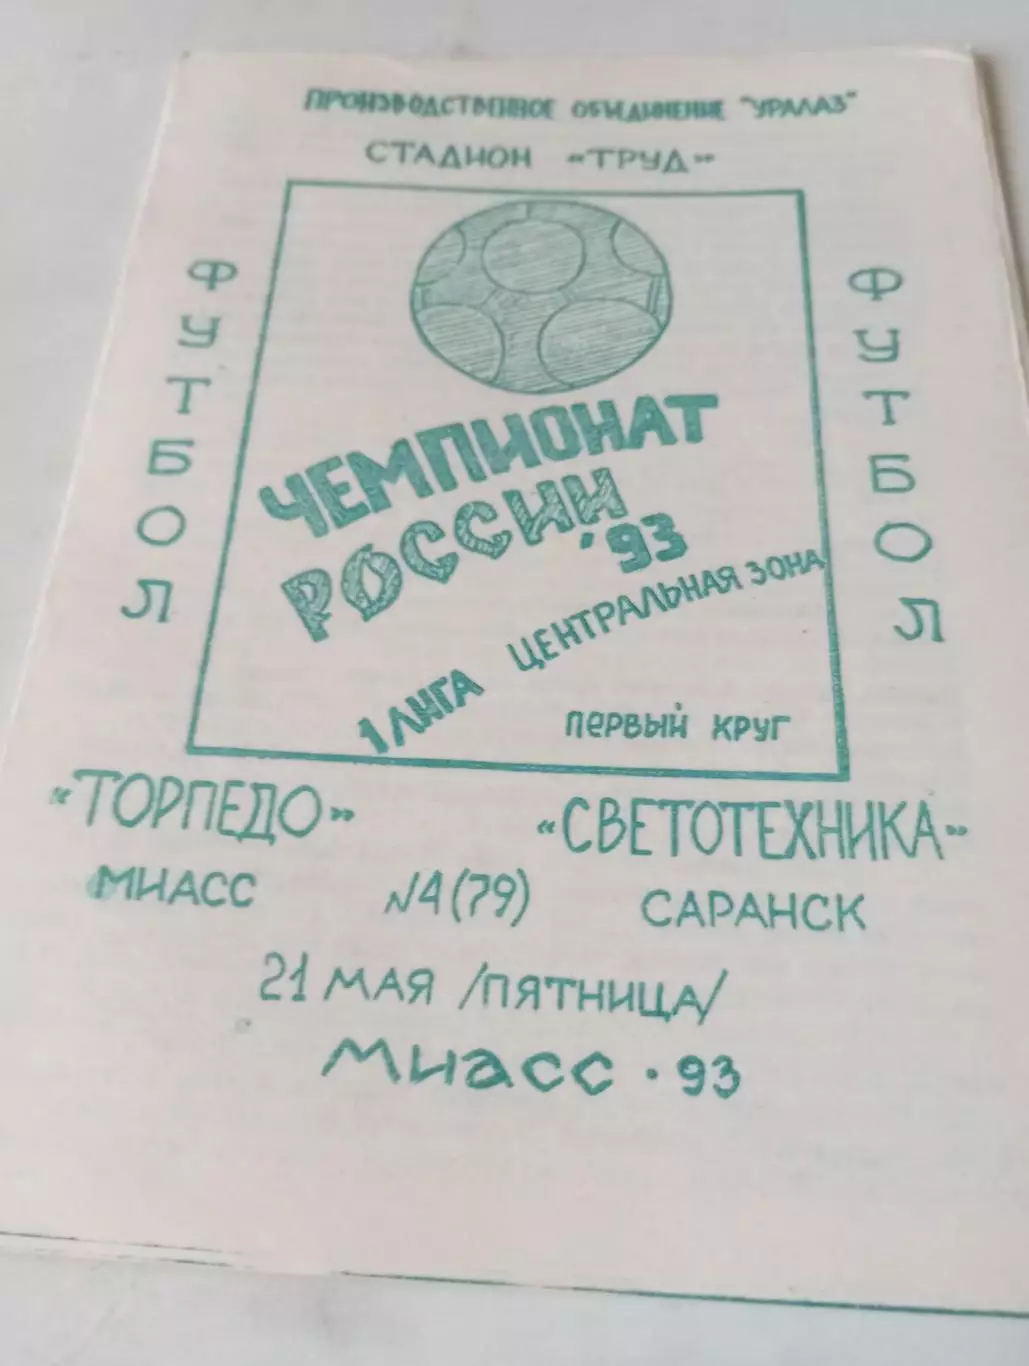 ПРОИЗВОДСТВЕННОЕ ОБЪЕДИНЕНИЕ "УРАЛАЗ"
СТАДИОН «ТРУД»
ФУТБОЛ
ФУТБОЛ
ЧЕМПИОНАТ
РОССИИ '93
1 ЛИГА ЦЕНТРАЛЬНАЯ ЗОНА
ПЕРВЫЙ КРУГ
«ТОРПЕДО» «СВЕТОТЕХНИКА»
МИАСС №4(79) САРАНСК
21 МАЯ /ПЯТНИЦА/
Миасс · 93